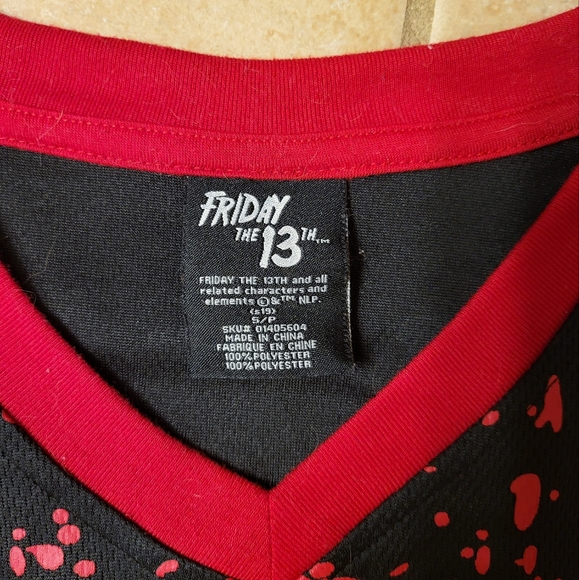 FRIDAY
THE 13TH™
FRIDAY THE 13TH and all
related characters and
elements ©&™ NLP.
(s19)
S/P
SKU# 01405604
MADE IN CHINA
FABRIQUE EN CHINE
100%POLYESTER
100%POLYESTER